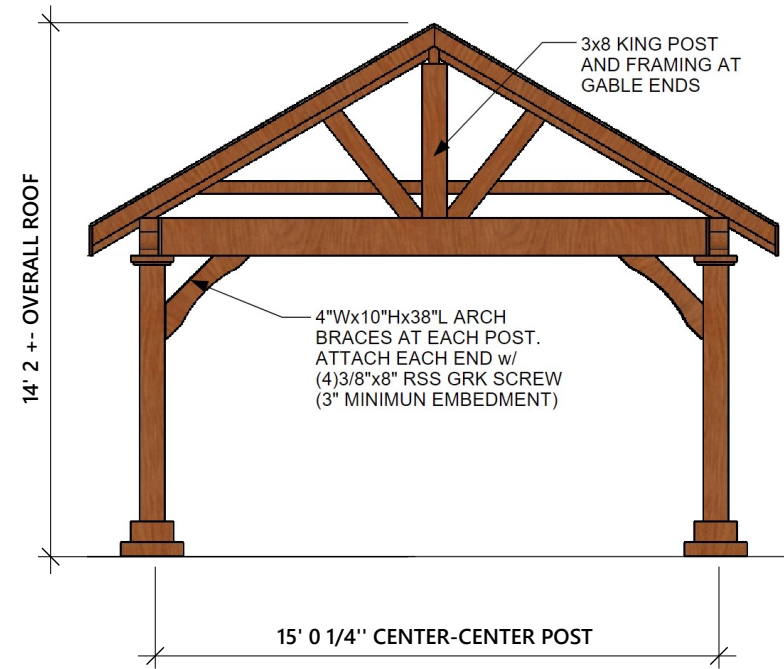 3x8 KING POST
AND FRAMING AT
GABLE ENDS
14' 2 +- OVERALL ROOF
4"Wx10"Hx38"L ARCH
BRACES AT EACH POST.
ATTACH EACH END w/
(4)3/8"x8" RSS GRK SCREW
(3" MINIMUN EMBEDMENT)
15' 0 1/4'' CENTER-CENTER POST